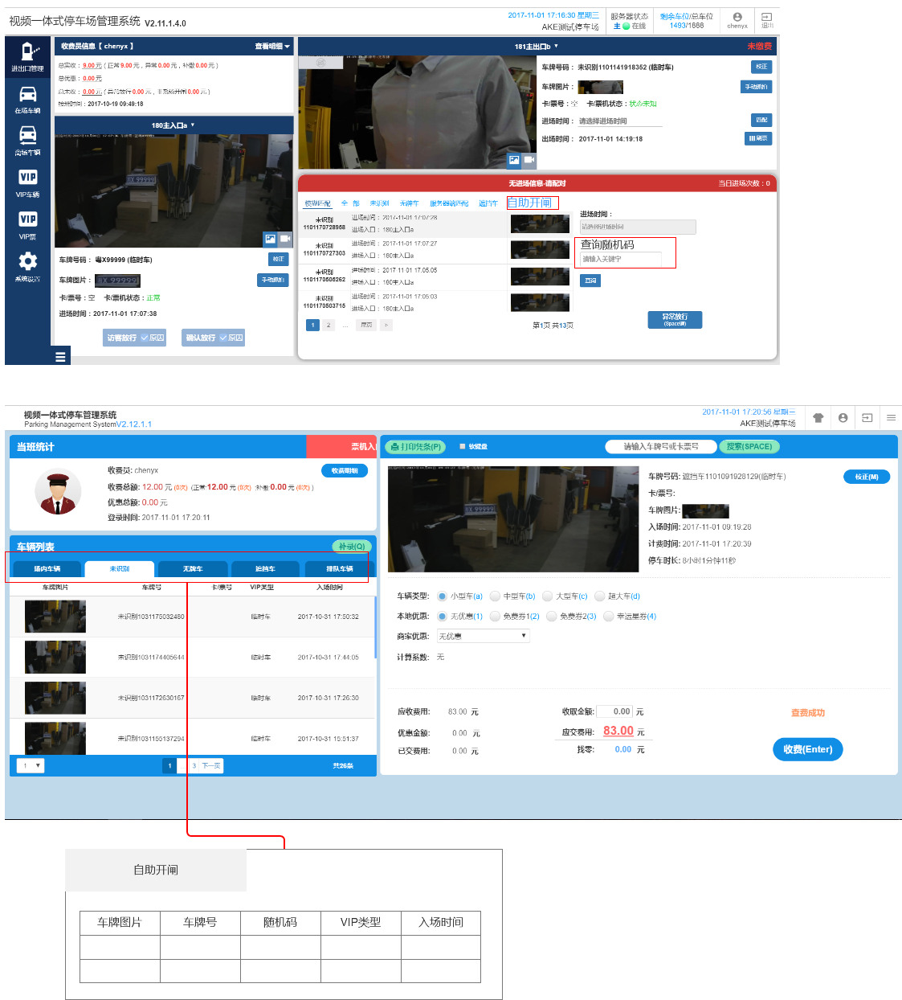 视频一体式停车场管理系统 V2.11.1.4.0
2017-11-01 17:16:30 星期三
AKE测试停车场
服务器状态
主 在线
剩余车位/总车位
1493/1888
chenyx
退出
进出口管理
在场车辆
离场车辆
VIP车辆
VIP票
系统设置
收费员信息【 chenyx 】
查看明细
总实收： 9.00元 ( 正常9.00元 , 异常0.00元 , 补缴0.00元 )
总优惠： 0.00元
总未收： 0.00元 ( 异常放行0.00元 , 非系统开闸0.00元 )
接班时间：2017-10-19 09:49:18
180主入口a
车牌号码： 粤X99999 (临时车)
校正
车牌图片：
手动抓拍
卡/票号：空 卡/票机状态：正常
进场时间：2017-11-01 17:07:38
访客放行 原因
确认放行 原因
181主出口b
未缴费
车牌号码： 未识别1101141918352 (临时车)
校正
车牌图片：
手动抓拍
卡/票号：空 卡/票机状态：状态未知
进场时间： 请选择进场时间
匹配
出场时间： 2017-11-01 14:19:18
刷票
无进场信息-请配对
当日进场次数：0
模糊匹配 全 部 未识别 无牌车 服务器端匹配 遮挡车 自助开闸
未识别
1101170728958
进场时间： 2017-11-01 17:07:28
进场入口： 180主入口a
未识别
1101170727303
进场时间： 2017-11-01 17:07:27
进场入口： 180主入口a
未识别
1101170506262
进场时间： 2017-11-01 17:05:05
进场入口： 180主入口a
未识别
1101170503715
进场时间： 2017-11-01 17:05:03
进场入口： 180主入口a
1 2 … 尾页 >
第1页 共13页
进场时间：
请选择进场时间
查询随机码
请输入关键字
查询
异常放行
(Space键)
视频一体式停车管理系统
Parking Management SystemV2.12.1.1
2017-11-01 17:20:56 星期三
AKE测试停车场
当班统计
票机入
收费员: chenyx
收费明细
收费总额: 12.00 元 (0次) (正常:12.00 元 (0次) 补缴:0.00 元 (0次) )
优惠总额: 0.00 元
登录时间: 2017-11-01 17:20:11
车辆列表
补录(Q)
场内车辆 未识别 无牌车 遮挡车 排队车辆
车牌图片 车牌号 卡/票号 VIP类型 入场时间
未识别1031175032480 临时车 2017-10-31 17:50:32
未识别1031174405644 临时车 2017-10-31 17:44:05
未识别1031172630167 临时车 2017-10-31 17:26:30
未识别1031155137294 临时车 2017-10-31 15:51:37
1
1 … 3 下一页
共26条
打印凭条(P) 软键盘
请输入车牌号或卡票号
搜索(SPACE)
车牌号码: 遮挡车1101091928129(临时车)
校正(M)
卡/票号:
车牌图片:
入场时间: 2017-11-01 09:19:28
计费时间: 2017-11-01 17:20:39
停车时长: 8小时1分钟11秒
车辆类型: 小型车(a) 中型车(b) 大型车(c) 超大车(d)
本地优惠: 无优惠(1) 免费券1(2) 免费券2(3) 幸运星券(4)
商家优惠: 无优惠
计算系数: 无
应收费用: 83.00 元
收取金额: 0.00 元
查费成功
优惠金额: 0.00 元
应交费用: 83.00 元
已交费用: 0.00 元
找零: 0.00 元
收费(Enter)
自助开闸
车牌图片 车牌号 随机码 VIP类型 入场时间